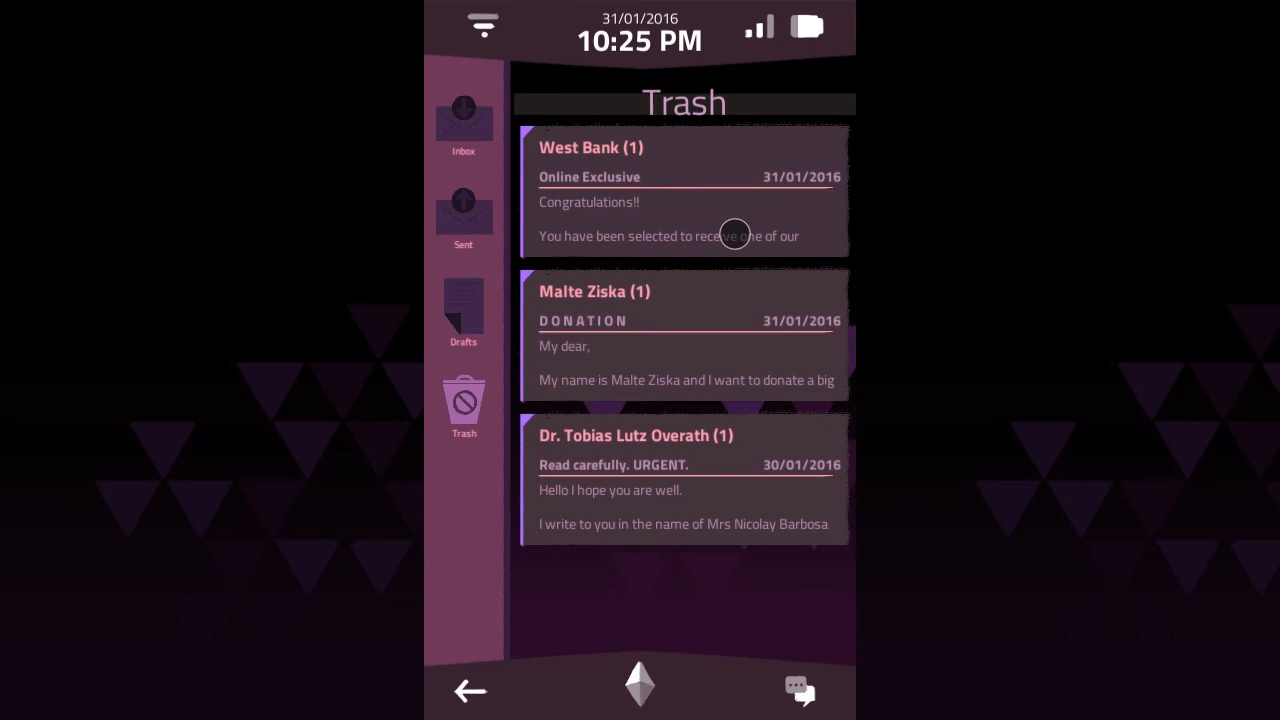 31/01/2016
10:25 PM
Trash
Inbox
Sent
Drafts
Trash
West Bank (1)
Online Exclusive 31/01/2016
Congratulations!!
You have been selected to receive one of our
Malte Ziska (1)
D O N A T I O N 31/01/2016
My dear,
My name is Malte Ziska and I want to donate a big
Dr. Tobias Lutz Overath (1)
Read carefully. URGENT. 30/01/2016
Hello I hope you are well.
I write to you in the name of Mrs Nicolay Barbosa